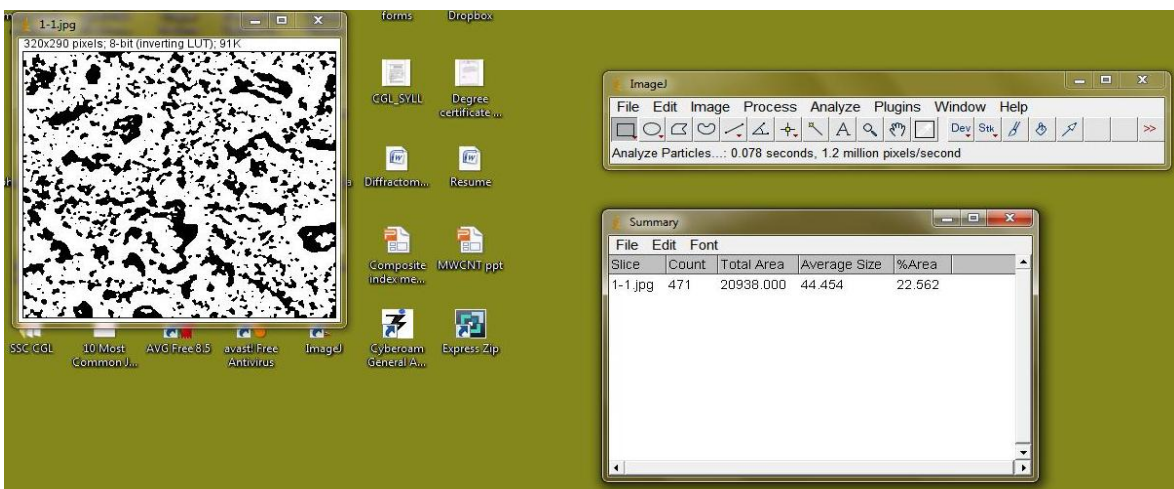 1-1.jpg
320x290 pixels; 8-bit (inverting LUT); 91K
forms
Dropbox
CGL_SYLL
Degree
certificate ...
Diffractom...
Resume
Composite
index me...
MWCNT ppt
SSC CGL
10 Most
Common J...
AVG Free 8.5
avast! Free
Antivirus
ImageJ
Cyberoam
General A...
Express Zip
ImageJ
File Edit Image Process Analyze Plugins Window Help
A Dev Stk >>
Analyze Particles...: 0.078 seconds, 1.2 million pixels/second
Summary
File Edit Font
Slice Count Total Area Average Size %Area
1-1.jpg 471 20938.000 44.454 22.562